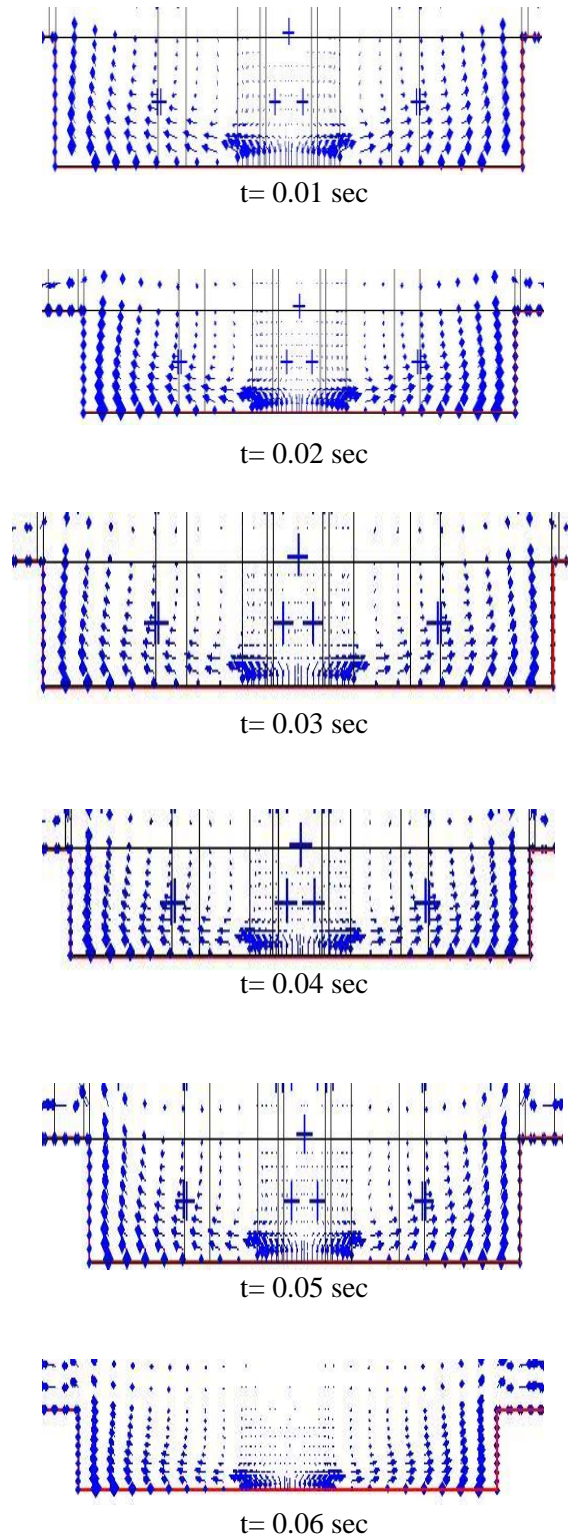 t= 0.01 sec
t= 0.02 sec
t= 0.03 sec
t= 0.04 sec
t= 0.05 sec
t= 0.06 sec